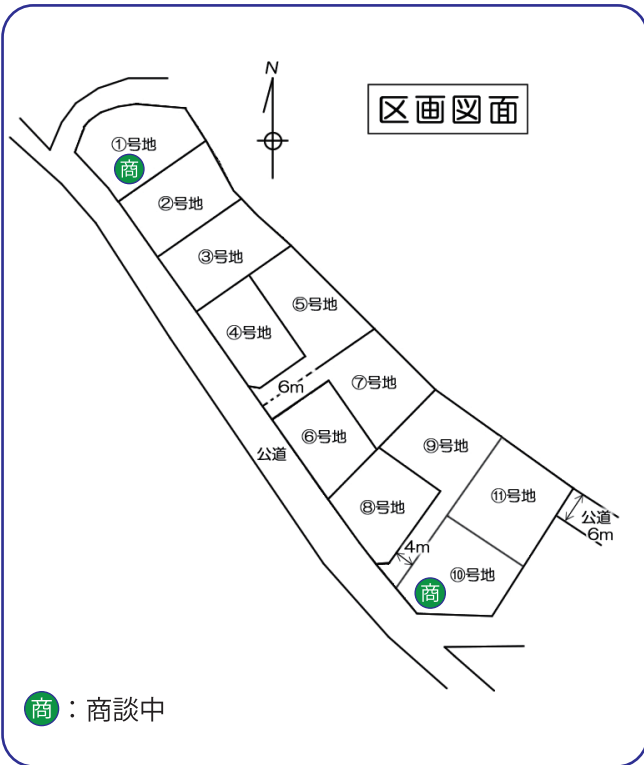 N
区画図面
①号地
商
②号地
③号地
⑤号地
④号地
6m
⑦号地
⑥号地
公道
⑨号地
⑧号地
⑪号地
公道
6m
4m
⑩号地
商
商：商談中